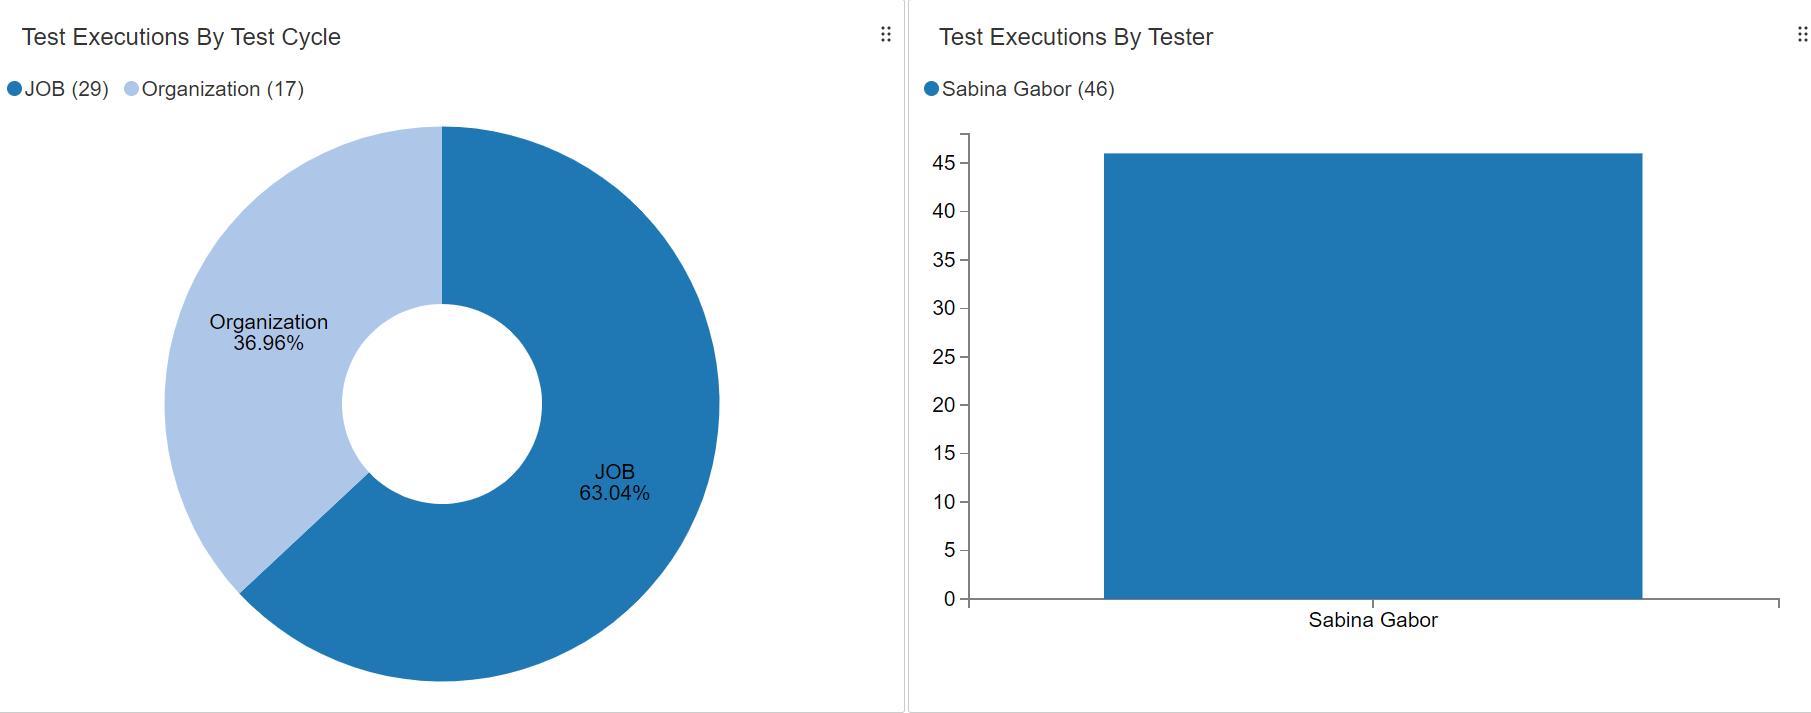 Test Executions By Test Cycle
JOB (29) Organization (17)
Organization
36.96%
JOB
63.04%
Test Executions By Tester
Sabina Gabor (46)
45
40
35
30
25
20
15
10
5
0
Sabina Gabor